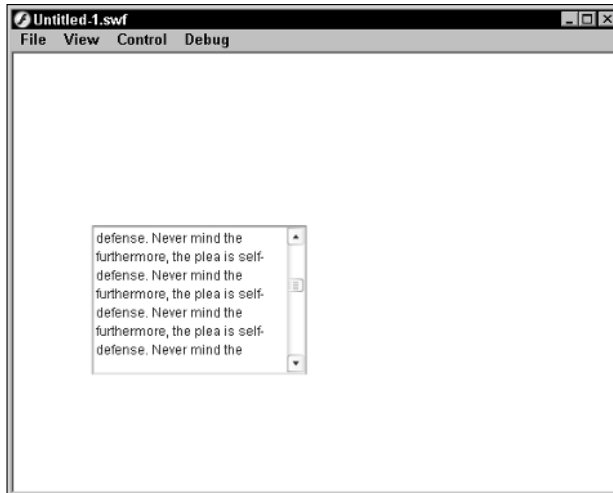 Untitled-1.swf
File View Control Debug
defense. Never mind the
furthermore, the plea is self-
defense. Never mind the
furthermore, the plea is self-
defense. Never mind the
furthermore, the plea is self-
defense. Never mind the